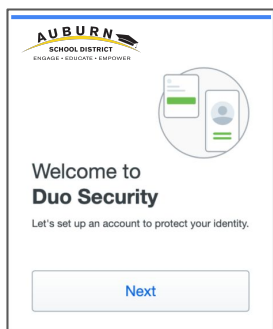 AUBURN
SCHOOL DISTRICT
ENGAGE • EDUCATE • EMPOWER
Welcome to
Duo Security
Let's set up an account to protect your identity.
Next